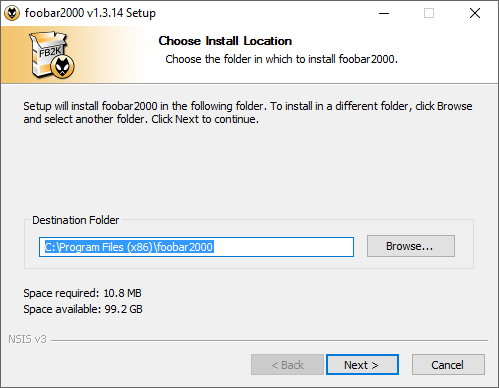 foobar2000 v1.3.14 Setup
FB2K
Choose Install Location
Choose the folder in which to install foobar2000.
Setup will install foobar2000 in the following folder. To install in a different folder, click Browse
and select another folder. Click Next to continue.
Destination Folder
C:\Program Files (x86)\foobar2000
Browse...
Space required: 10.8 MB
Space available: 99.2 GB
NSIS v3
< Back
Next >
Cancel